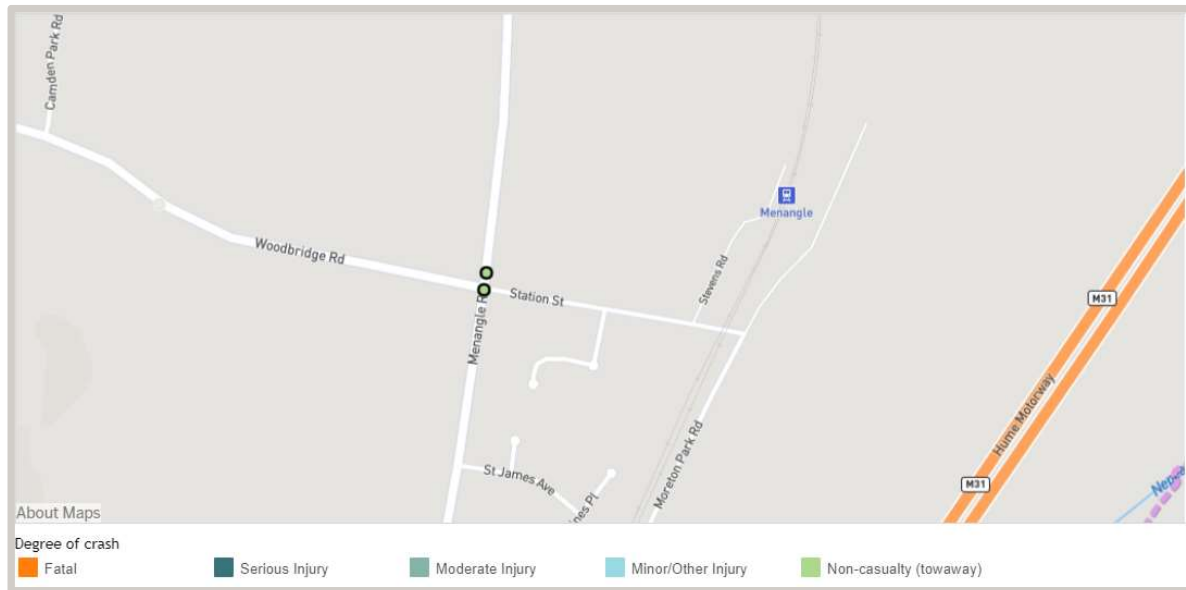 Camden Park Rd
Woodbridge Rd
Menangle
Stevens Rd
Station St
Menangle
M31
Hume Motorway
St James Ave
Moreton Park Rd
M31
Pl
About Maps
Degree of crash
Fatal
Serious Injury
Moderate Injury
Minor/Other Injury
Non-casualty (towaway)